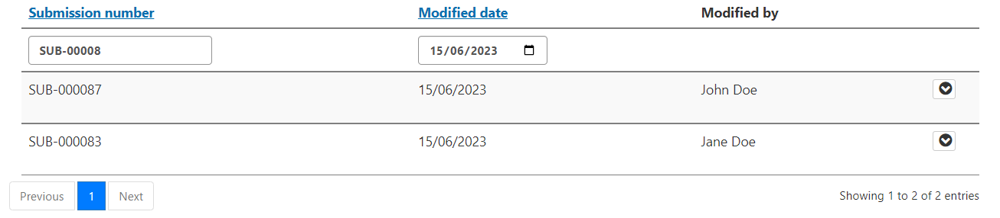 Submission number Modified date Modified by
SUB-00008 15/06/2023
SUB-000087 15/06/2023 John Doe
SUB-000083 15/06/2023 Jane Doe
Previous 1 Next Showing 1 to 2 of 2 entries